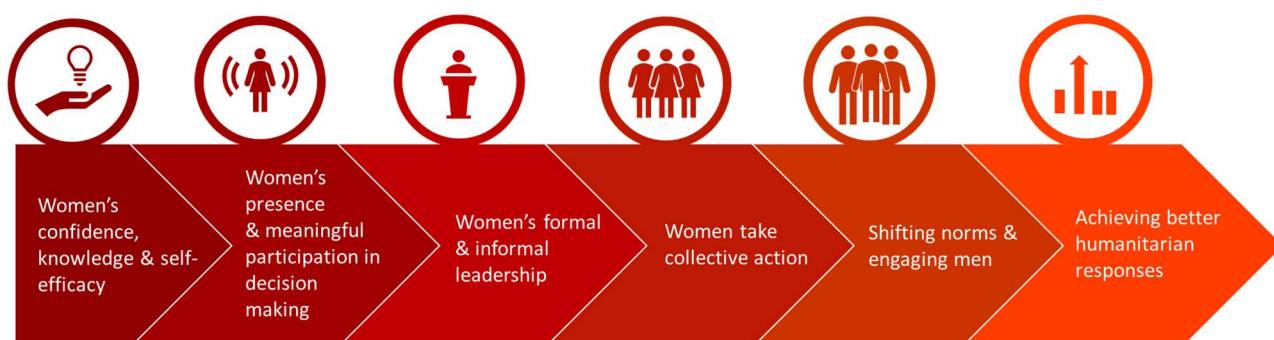 Women’s
confidence,
knowledge & self-
efficacy
Women’s
presence
& meaningful
participation in
decision
making
Women’s formal
& informal
leadership
Women take
collective action
Shifting norms &
engaging men
Achieving better
humanitarian
responses